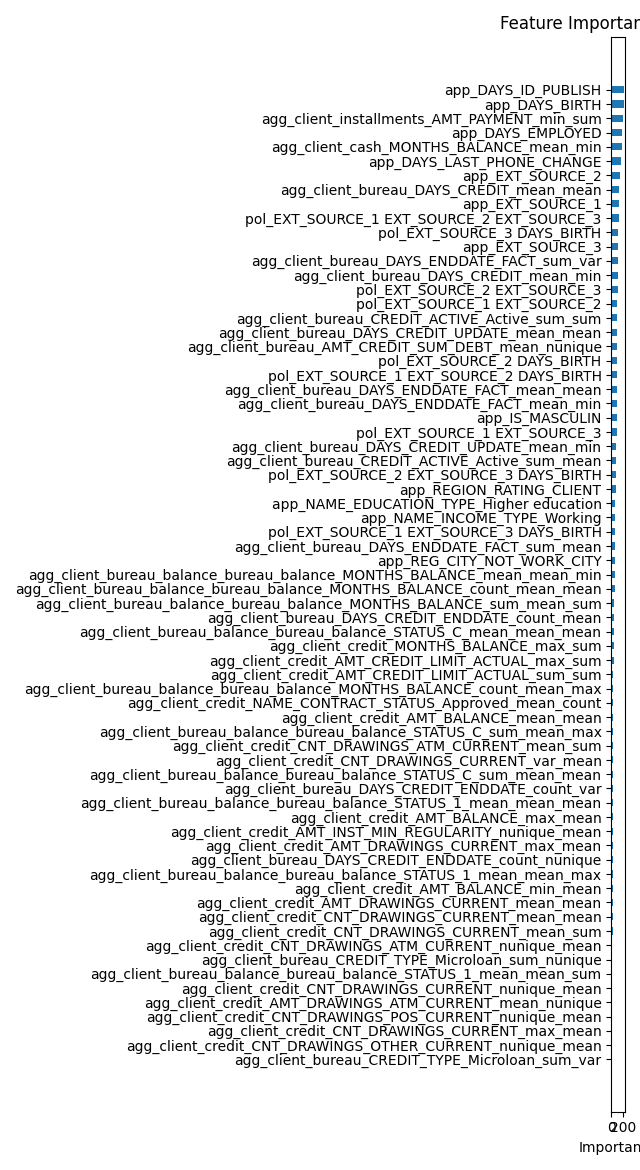 Feature Importan
app_DAYS_ID_PUBLISH
app_DAYS_BIRTH
agg_client_installments_AMT_PAYMENT_min_sum
app_DAYS_EMPLOYED
agg_client_cash_MONTHS_BALANCE_mean_min
app_DAYS_LAST_PHONE_CHANGE
app_EXT_SOURCE_2
agg_client_bureau_DAYS_CREDIT_mean_mean
app_EXT_SOURCE_1
pol_EXT_SOURCE_1 EXT_SOURCE_2 EXT_SOURCE_3
pol_EXT_SOURCE_3 DAYS_BIRTH
app_EXT_SOURCE_3
agg_client_bureau_DAYS_ENDDATE_FACT_sum_var
agg_client_bureau_DAYS_CREDIT_mean_min
pol_EXT_SOURCE_2 EXT_SOURCE_3
pol_EXT_SOURCE_1 EXT_SOURCE_2
agg_client_bureau_CREDIT_ACTIVE_Active_sum_sum
agg_client_bureau_DAYS_CREDIT_UPDATE_mean_mean
agg_client_bureau_AMT_CREDIT_SUM_DEBT_mean_nunique
pol_EXT_SOURCE_2 DAYS_BIRTH
pol_EXT_SOURCE_1 EXT_SOURCE_2 DAYS_BIRTH
agg_client_bureau_DAYS_ENDDATE_FACT_mean_mean
agg_client_bureau_DAYS_ENDDATE_FACT_mean_min
app_IS_MASCULIN
pol_EXT_SOURCE_1 EXT_SOURCE_3
agg_client_bureau_DAYS_CREDIT_UPDATE_mean_min
agg_client_bureau_CREDIT_ACTIVE_Active_sum_mean
pol_EXT_SOURCE_2 EXT_SOURCE_3 DAYS_BIRTH
app_REGION_RATING_CLIENT
app_NAME_EDUCATION_TYPE_Higher education
app_NAME_INCOME_TYPE_Working
pol_EXT_SOURCE_1 EXT_SOURCE_3 DAYS_BIRTH
agg_client_bureau_DAYS_ENDDATE_FACT_sum_mean
app_REG_CITY_NOT_WORK_CITY
agg_client_bureau_balance_bureau_balance_MONTHS_BALANCE_mean_mean_min
agg_client_bureau_balance_bureau_balance_MONTHS_BALANCE_count_mean_mean
agg_client_bureau_balance_bureau_balance_MONTHS_BALANCE_sum_mean_sum
agg_client_bureau_DAYS_CREDIT_ENDDATE_count_mean
agg_client_bureau_balance_bureau_balance_STATUS_C_mean_mean_mean
agg_client_credit_MONTHS_BALANCE_max_sum
agg_client_credit_AMT_CREDIT_LIMIT_ACTUAL_max_sum
agg_client_credit_AMT_CREDIT_LIMIT_ACTUAL_sum_sum
agg_client_bureau_balance_bureau_balance_MONTHS_BALANCE_count_mean_max
agg_client_credit_NAME_CONTRACT_STATUS_Approved_mean_count
agg_client_credit_AMT_BALANCE_mean_mean
agg_client_bureau_balance_bureau_balance_STATUS_C_sum_mean_max
agg_client_credit_CNT_DRAWINGS_ATM_CURRENT_mean_sum
agg_client_credit_CNT_DRAWINGS_CURRENT_var_mean
agg_client_bureau_balance_bureau_balance_STATUS_C_sum_mean_mean
agg_client_bureau_DAYS_CREDIT_ENDDATE_count_var
agg_client_bureau_balance_bureau_balance_STATUS_1_mean_mean_mean
agg_client_credit_AMT_BALANCE_max_mean
agg_client_credit_AMT_INST_MIN_REGULARITY_nunique_mean
agg_client_credit_AMT_DRAWINGS_CURRENT_max_mean
agg_client_bureau_DAYS_CREDIT_ENDDATE_count_nunique
agg_client_bureau_balance_bureau_balance_STATUS_1_mean_mean_max
agg_client_credit_AMT_BALANCE_min_mean
agg_client_credit_AMT_DRAWINGS_CURRENT_mean_mean
agg_client_credit_CNT_DRAWINGS_CURRENT_mean_mean
agg_client_credit_CNT_DRAWINGS_CURRENT_mean_sum
agg_client_credit_CNT_DRAWINGS_ATM_CURRENT_nunique_mean
agg_client_bureau_CREDIT_TYPE_Microloan_sum_nunique
agg_client_bureau_balance_bureau_balance_STATUS_1_mean_mean_sum
agg_client_credit_CNT_DRAWINGS_CURRENT_nunique_mean
agg_client_credit_AMT_DRAWINGS_ATM_CURRENT_mean_nunique
agg_client_credit_CNT_DRAWINGS_POS_CURRENT_nunique_mean
agg_client_credit_CNT_DRAWINGS_CURRENT_max_mean
agg_client_credit_CNT_DRAWINGS_OTHER_CURRENT_nunique_mean
agg_client_bureau_CREDIT_TYPE_Microloan_sum_var
0 200
Importan